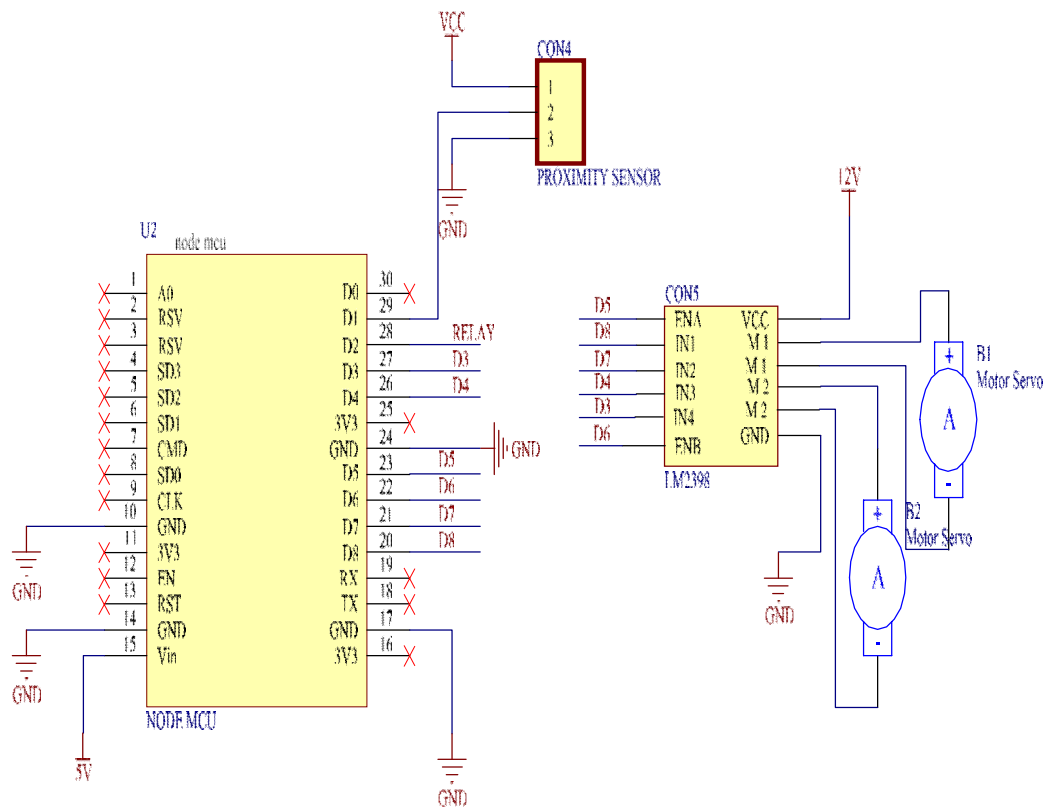 VCC
CON4
1
2
3
PROXIMITY SENSOR
GND
U2
node mcu
1 A0
2 RSV
3 RSV
4 SD3
5 SD2
6 SD1
7 CMD
8 SD0
9 CLK
10 GND
11 3V3
12 EN
13 RST
14 GND
15 Vin
30 D0
29 D1
28 D2 RELAY
27 D3 D3
26 D4 D4
25 3V3
24 GND GND
23 D5 D5
22 D6 D6
21 D7 D7
20 D8 D8
19 RX
18 TX
17 GND
16 3V3
NODE MCU
GND
GND
5V
GND
12V
CON5
D5 ENA VCC
D8 IN1 M1
D7 IN2 M1
D4 IN3 M2
D3 IN4 M2
D6 ENB GND
LM2398
GND
B1
Motor Servo
+
A
-
B2
Motor Servo
+
A
-